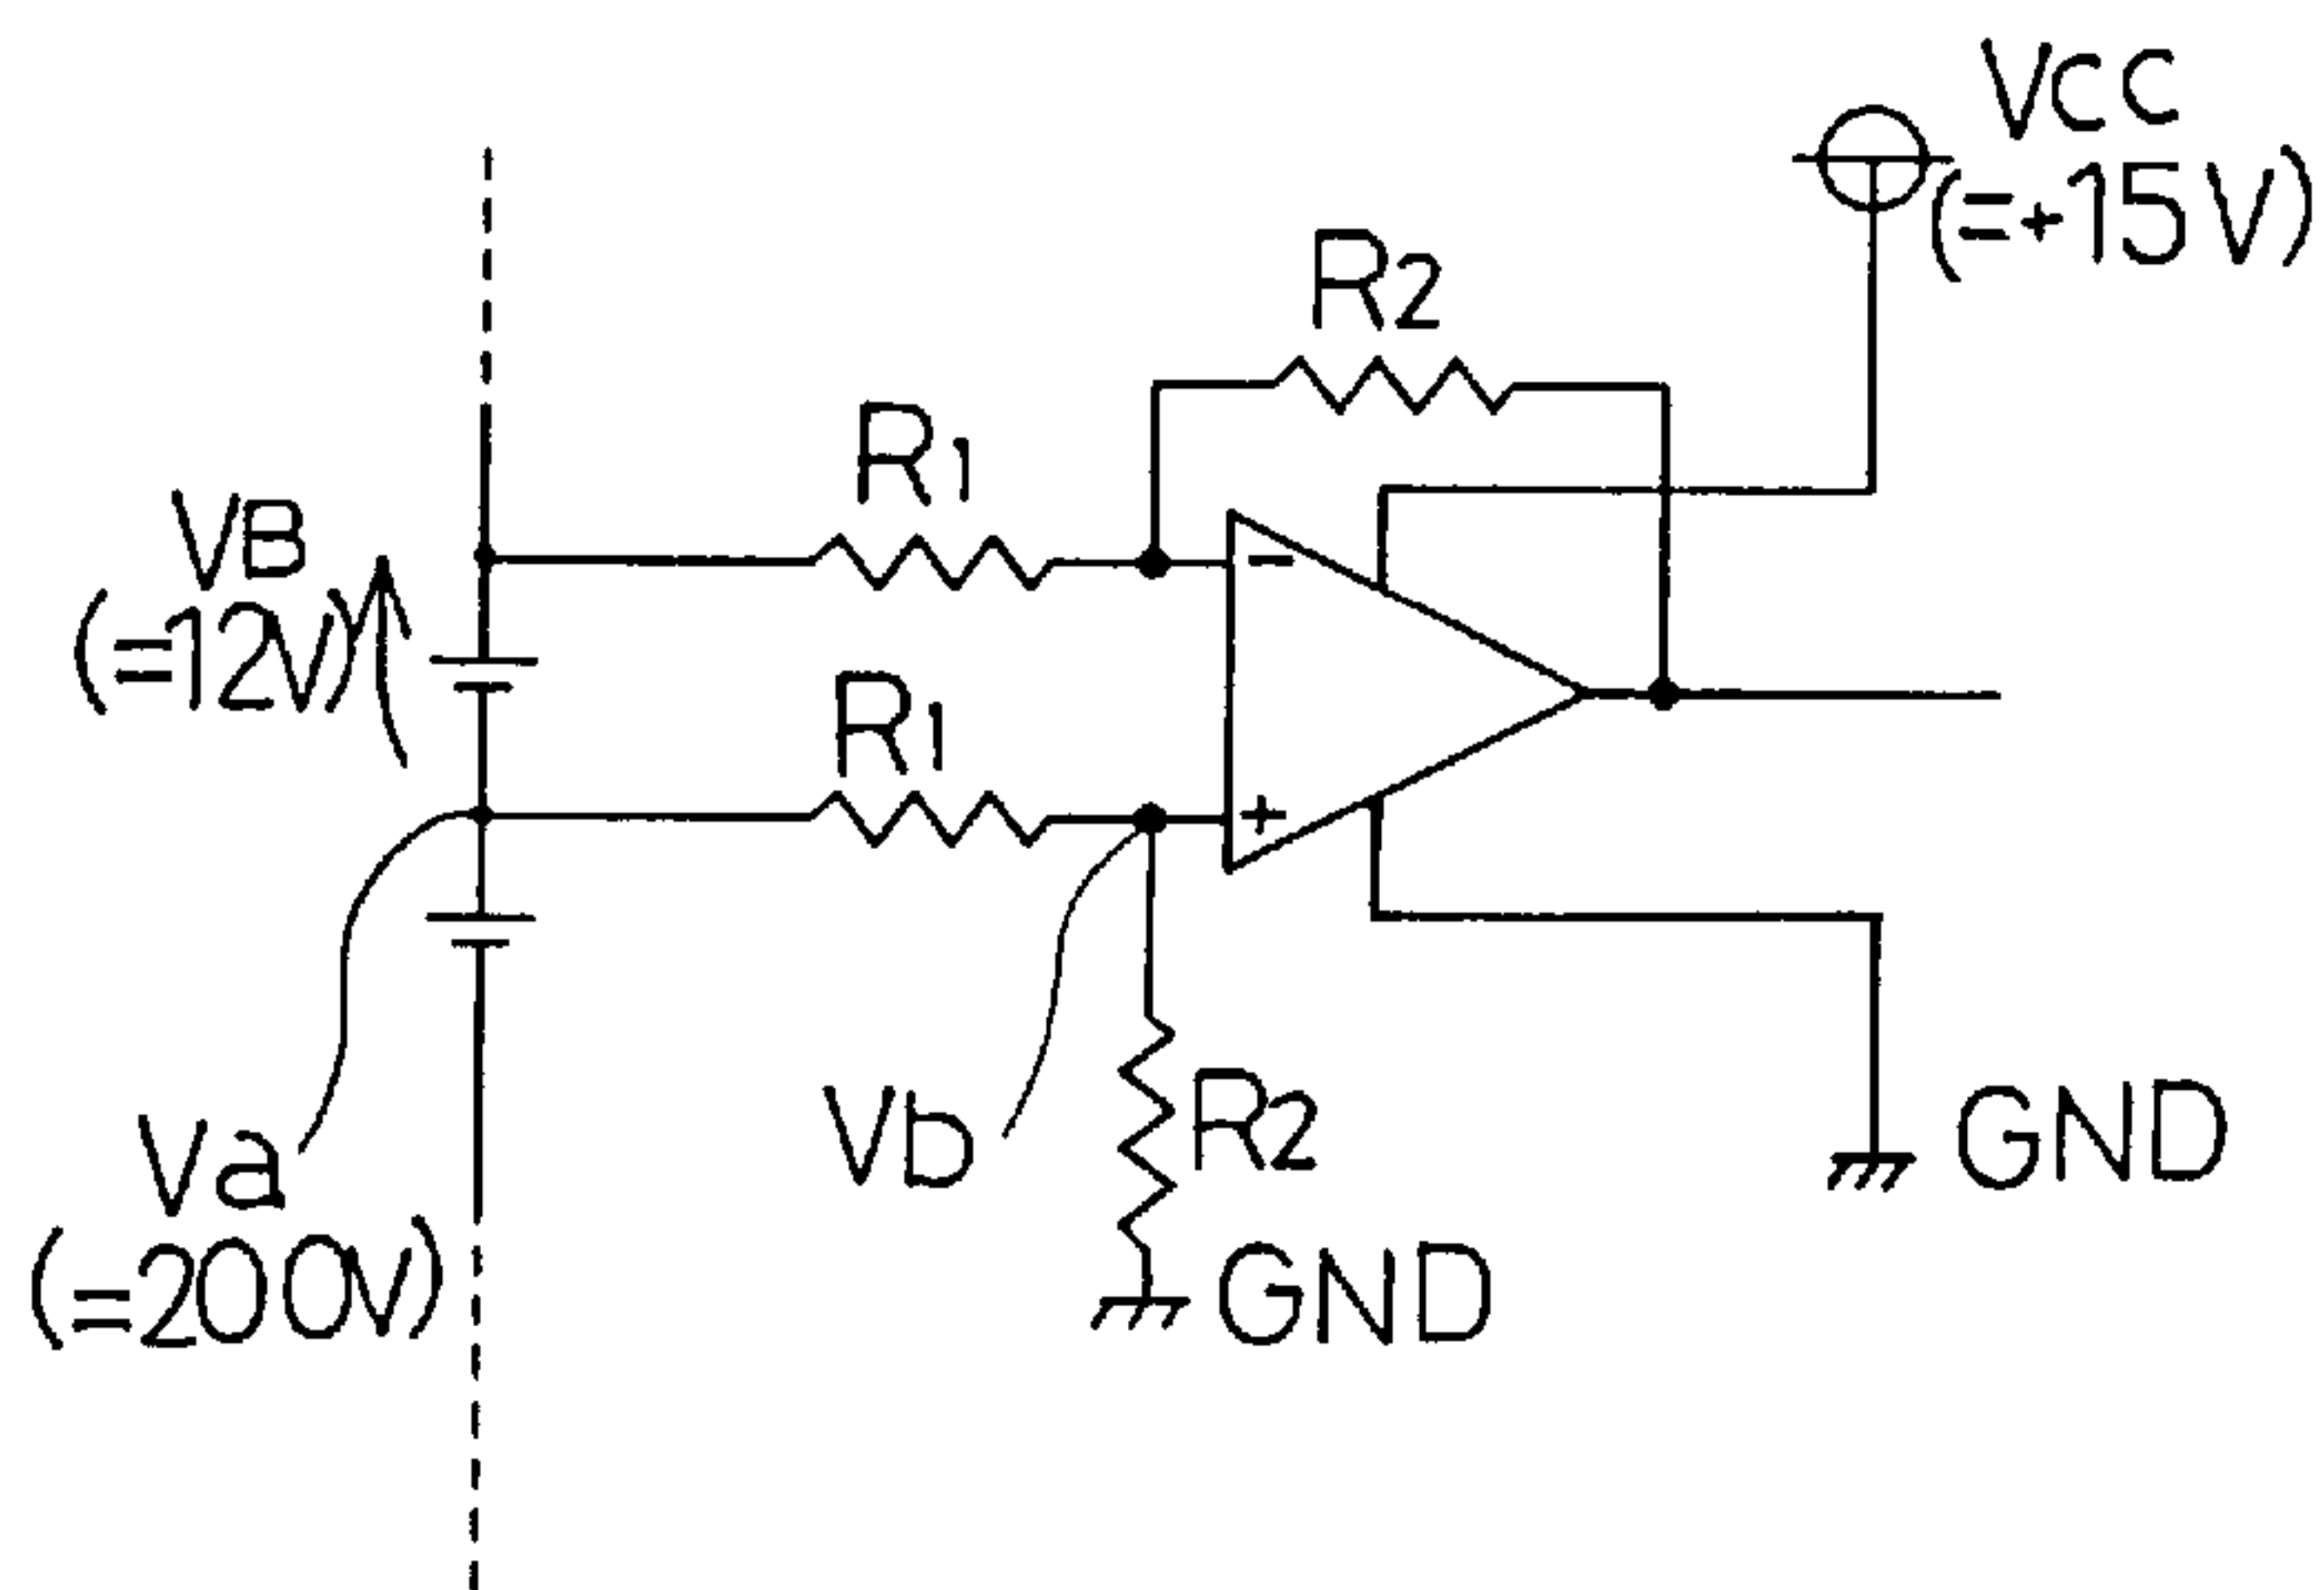 VCC
(=+15V)
R2
R1
VB
(=12V)
−
R1
+
Va
(=200V)
Vb
R2
GND
GND